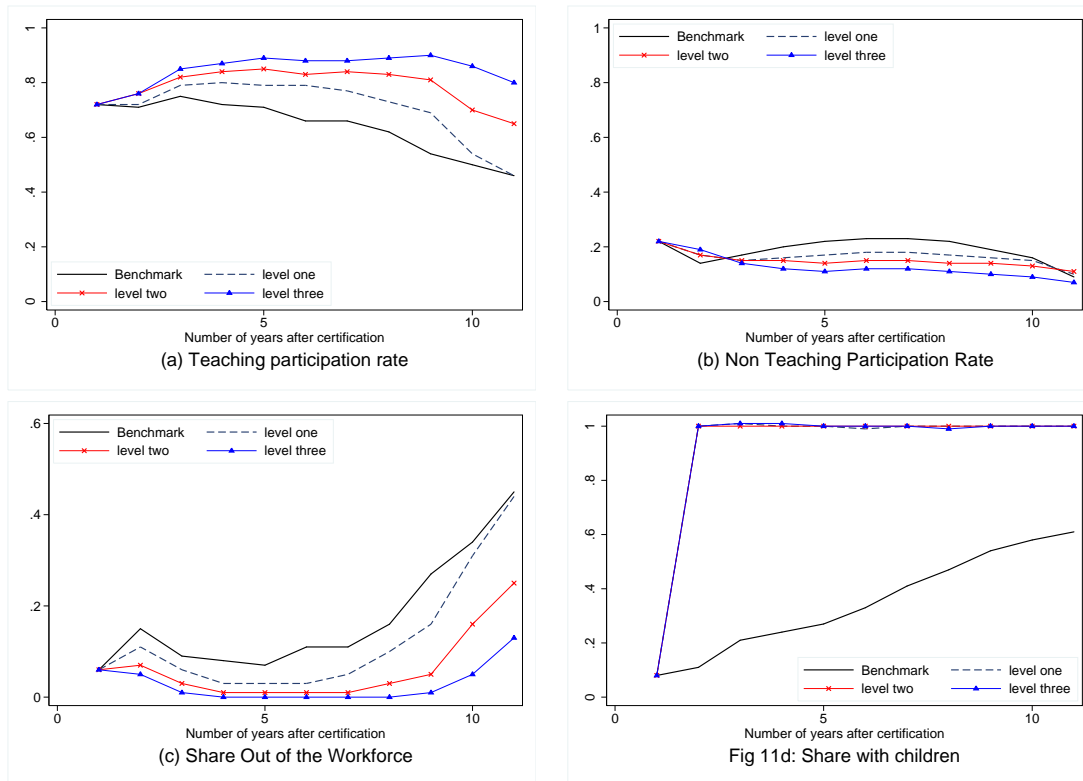 1
.8
.6
.4
.2
0
Benchmark level one
level two level three
0 5 10
Number of years after certification
(a) Teaching participation rate
1
.8
.6
.4
.2
0
Benchmark level one
level two level three
0 5 10
Number of years after certification
(b) Non Teaching Participation Rate
.6
.4
.2
0
Benchmark level one
level two level three
0 5 10
Number of years after certification
(c) Share Out of the Workforce
1
.8
.6
.4
.2
0
Benchmark level one
level two level three
0 5 10
Number of years after certification
Fig 11d: Share with children